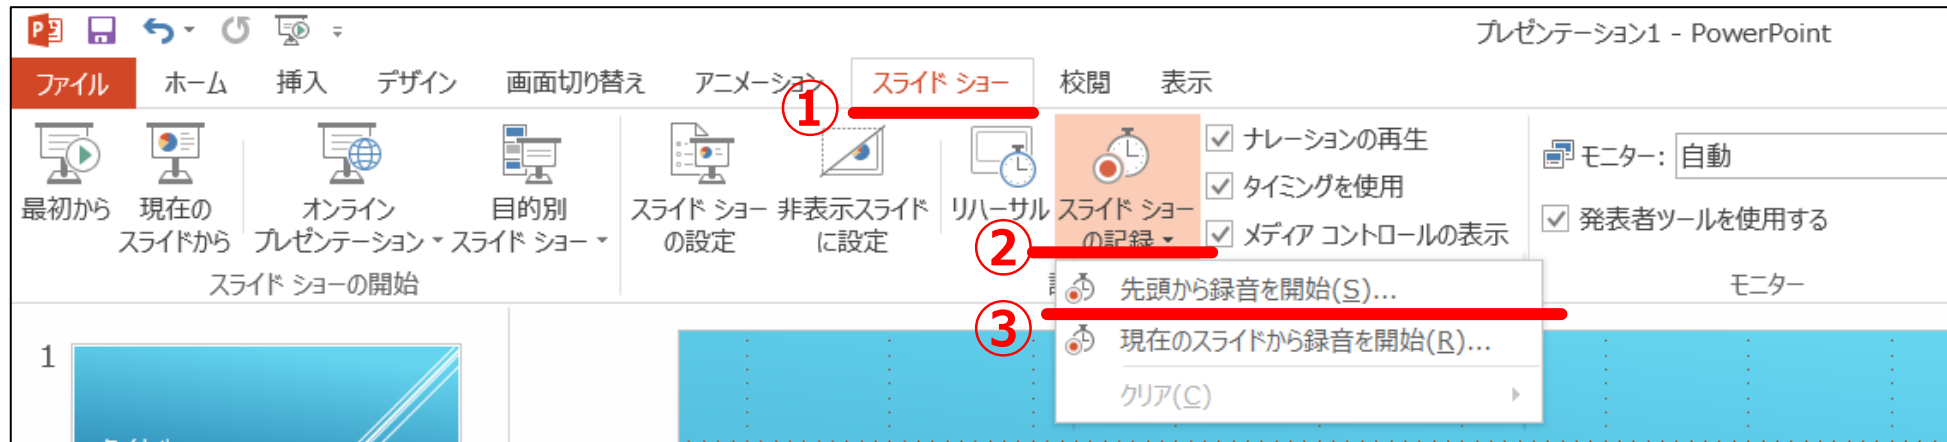 プレゼンテーション1 - PowerPoint
ファイル ホーム 挿入 デザイン 画面切り替え アニメーション スライド ショー 校閲 表示
①
最初から
現在の
スライドから
オンライン
プレゼンテーション
目的別
スライド ショー
スライド ショーの開始
スライド ショー
の設定
非表示スライド
に設定
リハーサル
スライド ショー
の記録
②
ナレーションの再生
タイミングを使用
メディア コントロールの表示
モニター: 自動
発表者ツールを使用する
モニター
先頭から録音を開始(S)...
③
現在のスライドから録音を開始(R)...
クリア(C)
1